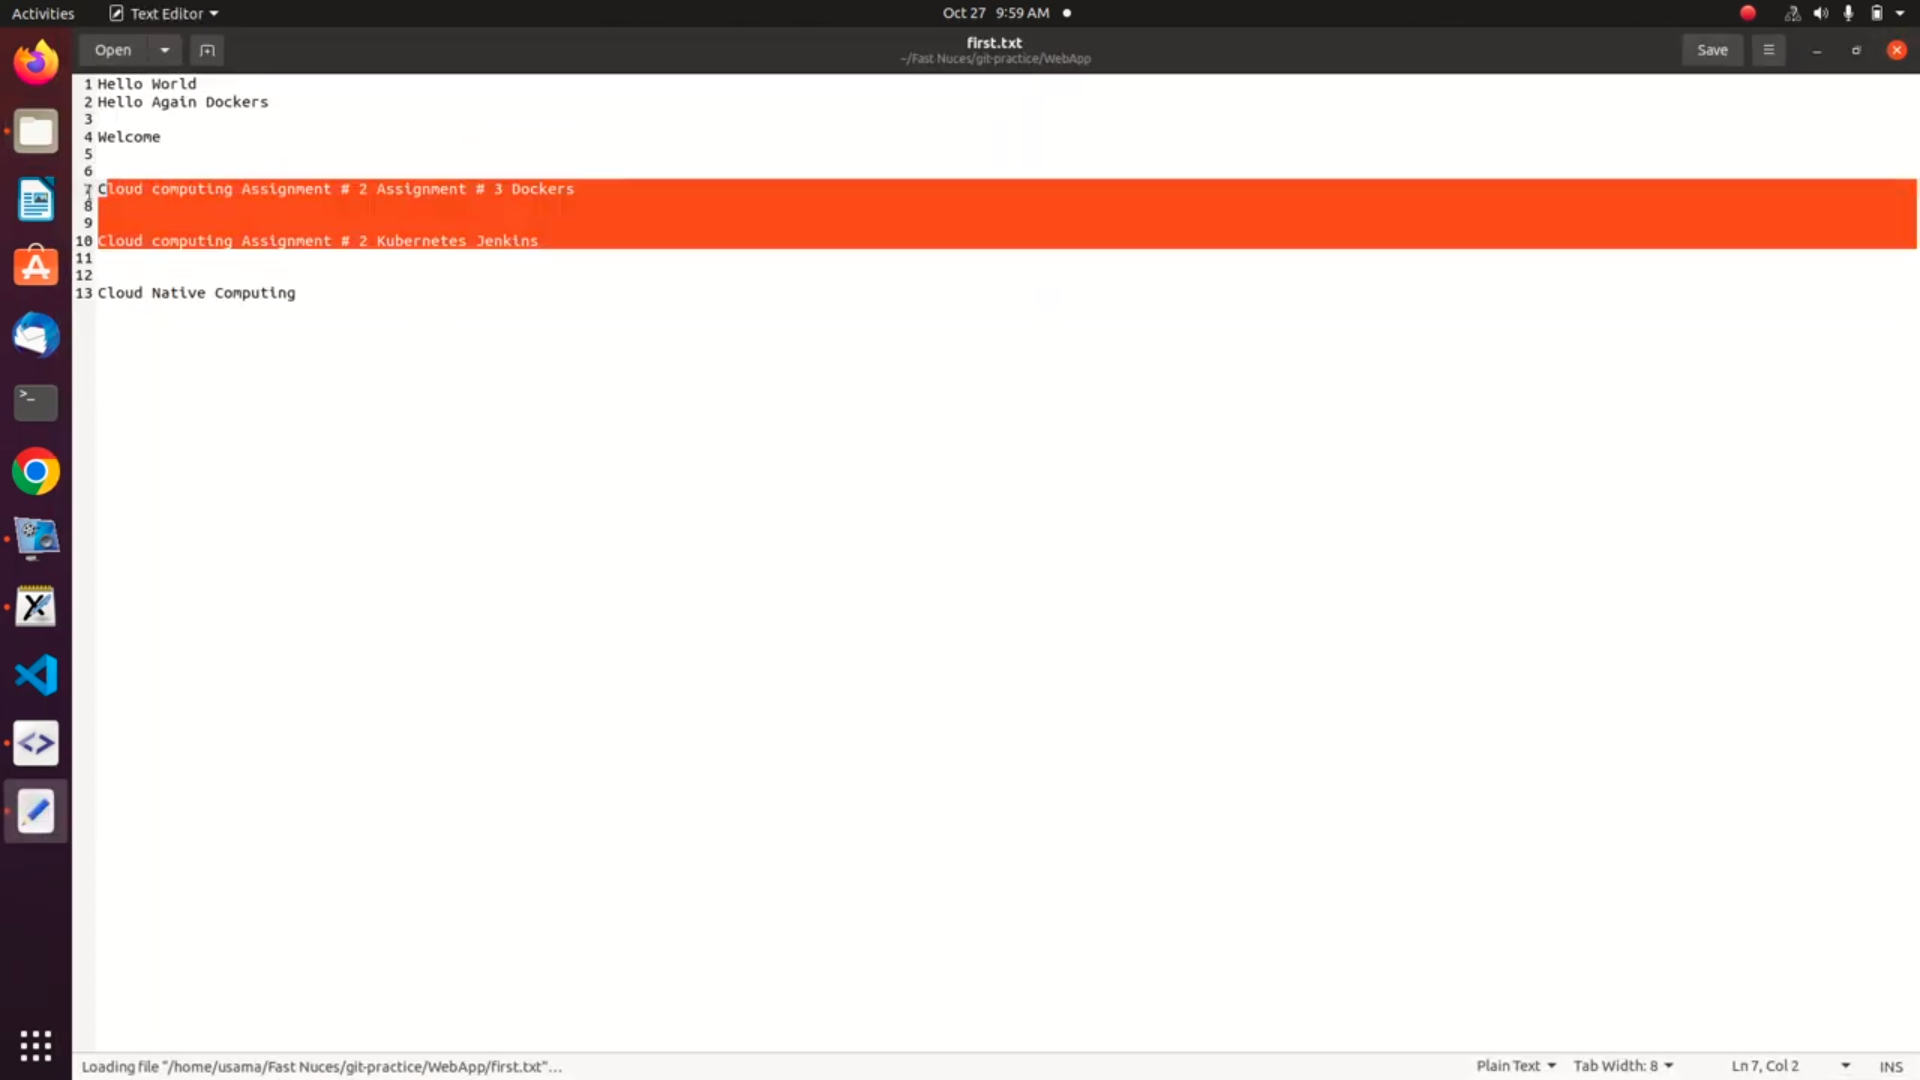 Activities Text Editor Oct 27 9:59 AM
Open first.txt Save
~/Fast Nuces/git-practice/WebApp
1 Hello World
2 Hello Again Dockers
3
4 Welcome
5
6
7 Cloud computing Assignment # 2 Assignment # 3 Dockers
8
9
10 Cloud computing Assignment # 2 Kubernetes Jenkins
11
12
13 Cloud Native Computing
Loading file "/home/usama/Fast Nuces/git-practice/WebApp/first.txt"... Plain Text Tab Width: 8 Ln 7, Col 2 INS